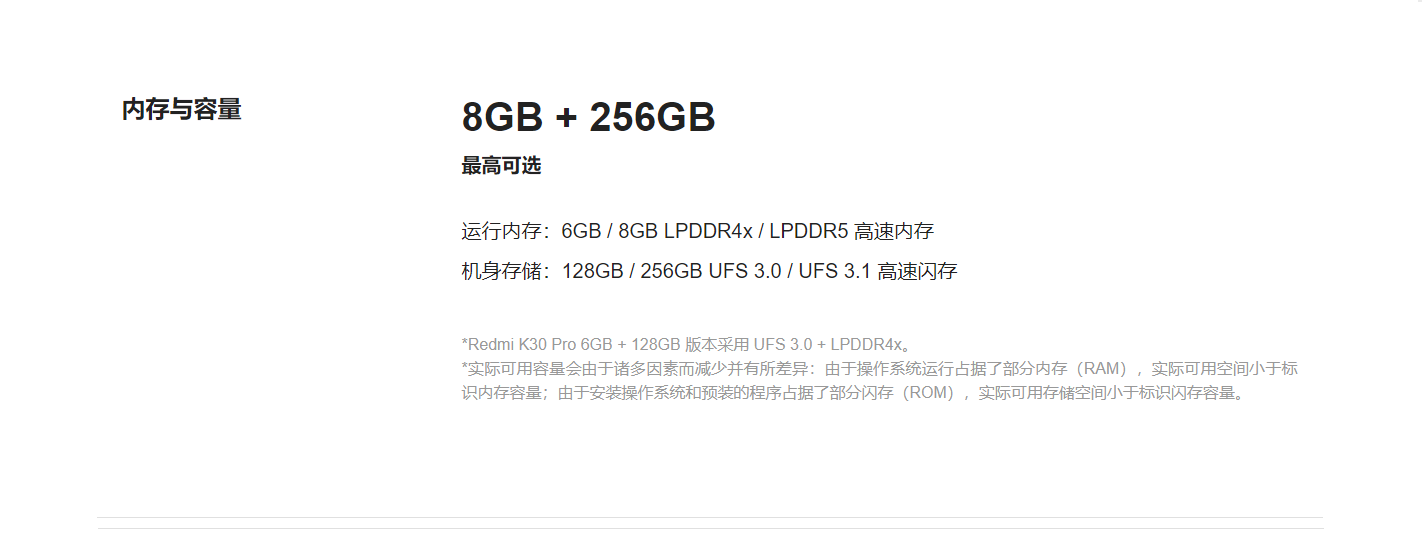 内存与容量
8GB + 256GB
最高可选
运行内存：6GB / 8GB LPDDR4x / LPDDR5 高速内存
机身存储：128GB / 256GB UFS 3.0 / UFS 3.1 高速闪存
*Redmi K30 Pro 6GB + 128GB 版本采用 UFS 3.0 + LPDDR4x。
*实际可用容量会由于诸多因素而减少并有所差异：由于操作系统运行占据了部分内存（RAM），实际可用空间小于标
识内存容量；由于安装操作系统和预装的程序占据了部分闪存（ROM），实际可用存储空间小于标识闪存容量。